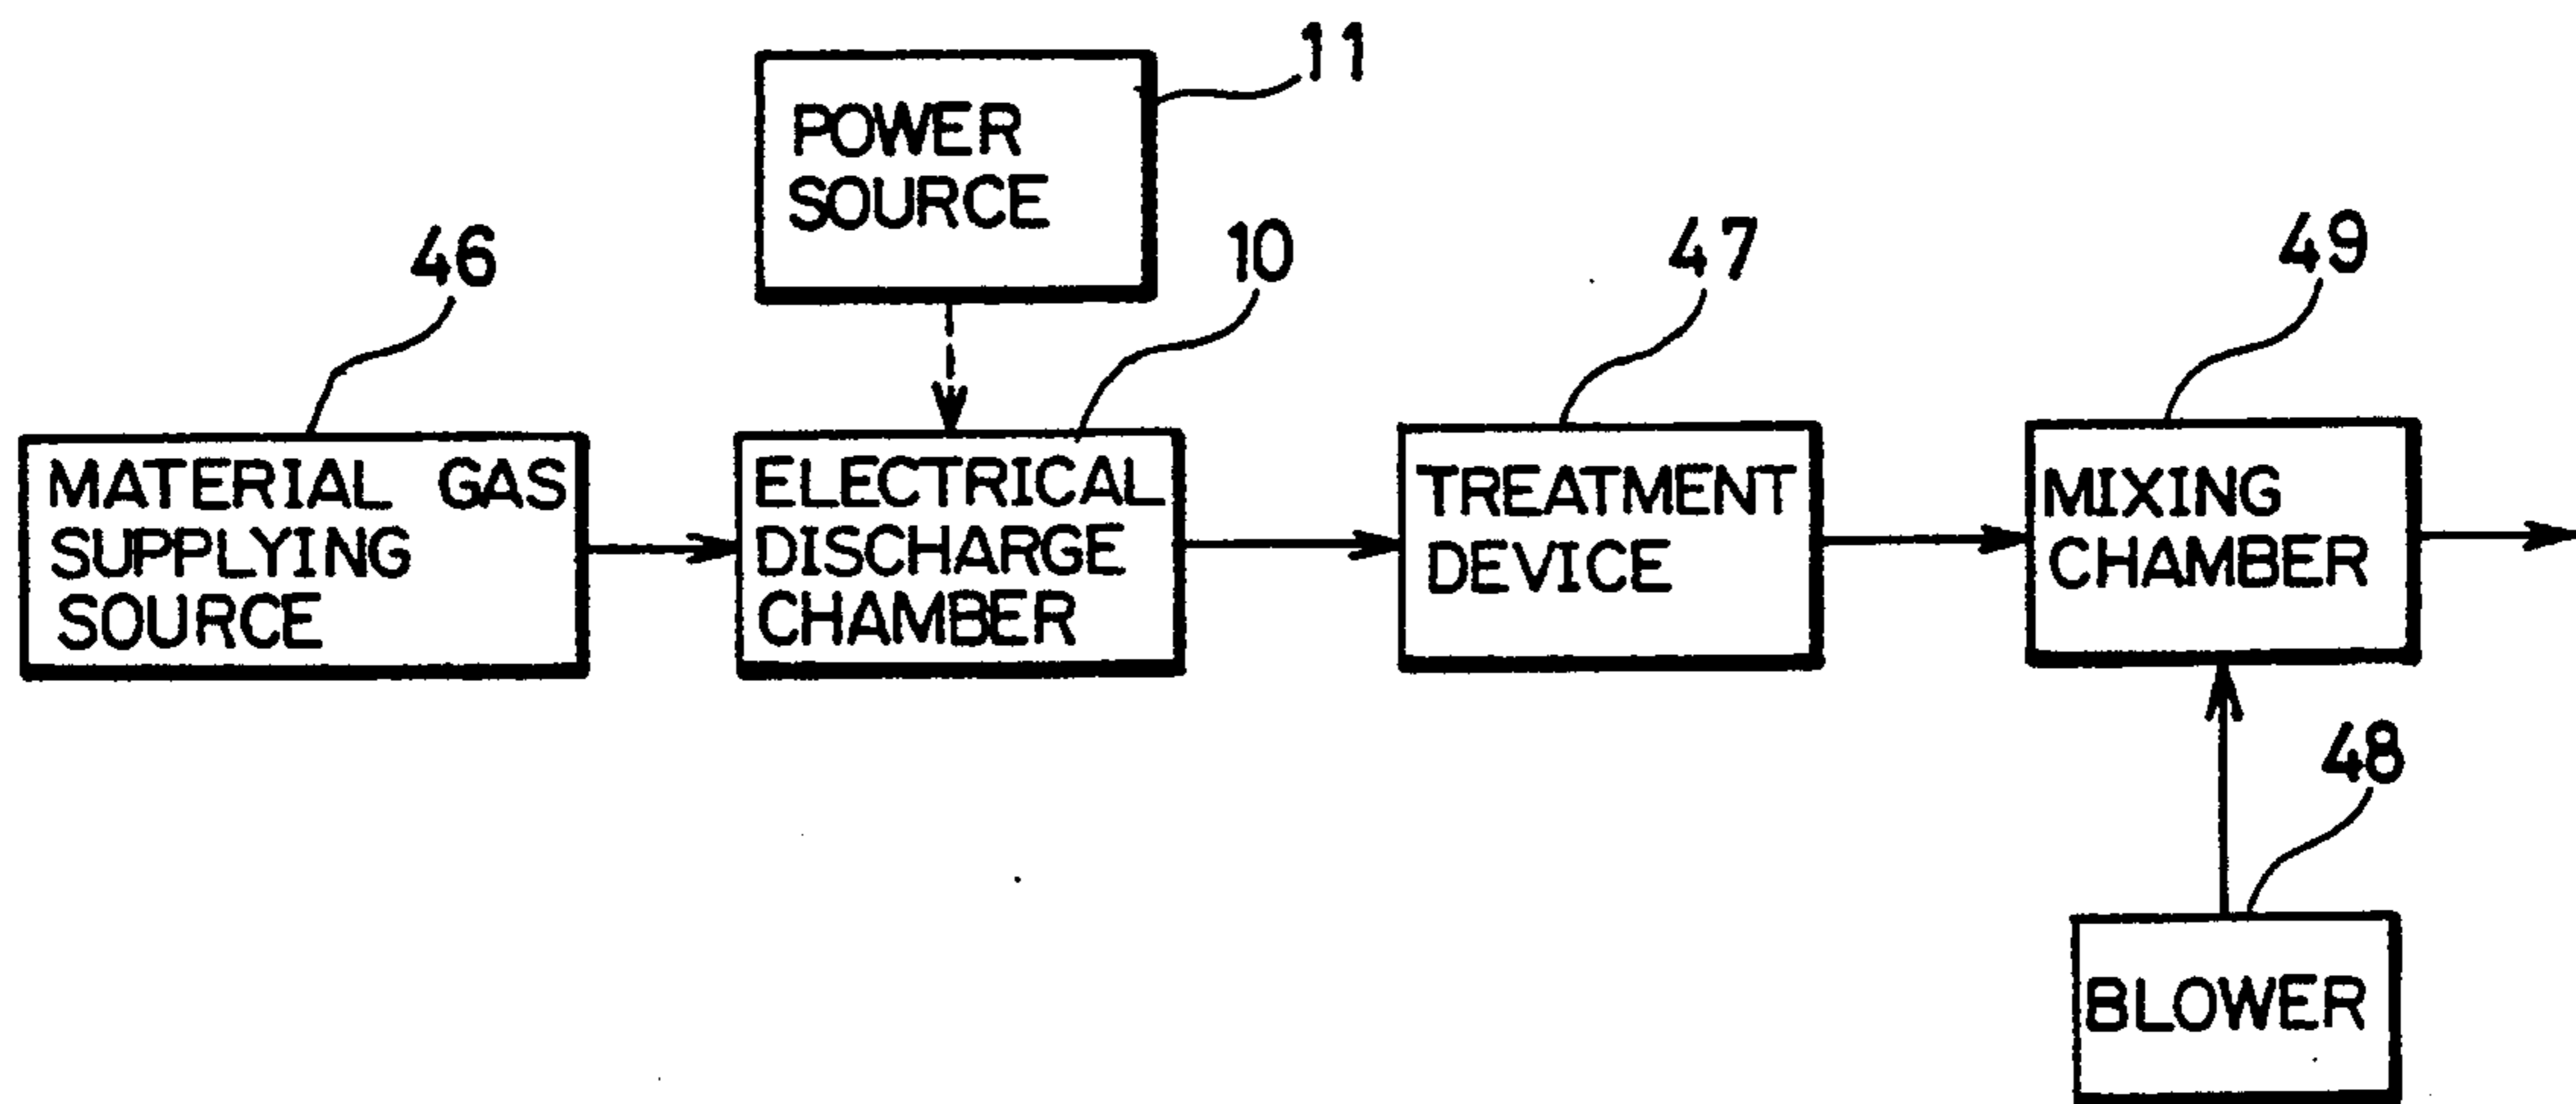 11
POWER
SOURCE
46
10
47
49
MATERIAL GAS
SUPPLYING
SOURCE
ELECTRICAL
DISCHARGE
CHAMBER
TREATMENT
DEVICE
MIXING
CHAMBER
48
BLOWER